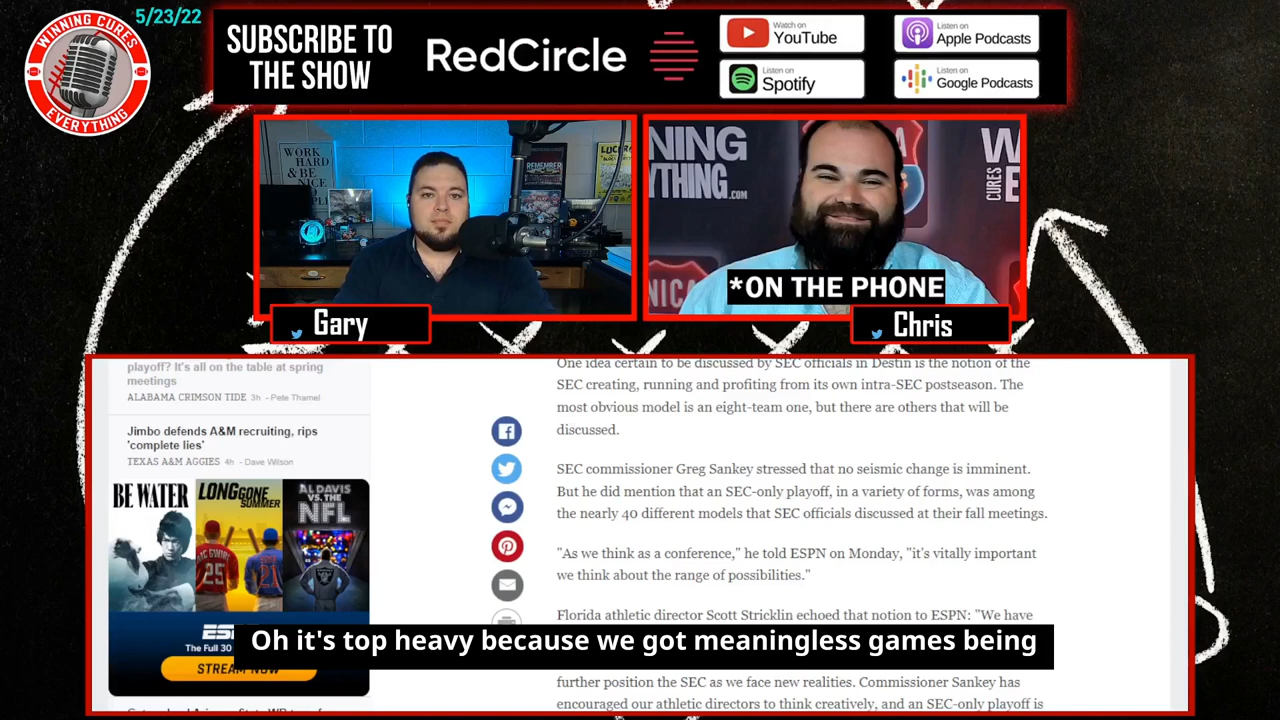 5/23/22
WINNING CURES
EVERYTHING
SUBSCRIBE TO
THE SHOW
RedCircle
Watch on
YouTube
Listen on
Spotify
Listen on
Apple Podcasts
Listen on
Google Podcasts
WORK
HARD
& BE
NICE
REMEMBER
NING
YTHING.COM
W
CURES
E
NICA
*ON THE PHONE
Gary
Chris
playoff? It's all on the table at spring
meetings
ALABAMA CRIMSON TIDE 3h - Pete Thamel
Jimbo defends A&M recruiting, rips
'complete lies'
TEXAS A&M AGGIES 4h - Dave Wilson
BE WATER
LONG GONE
SUMMER
AL DAVIS
VS. THE
NFL
25
The Full 30
STREAM NOW
One idea certain to be discussed by SEC officials in Destin is the notion of the
SEC creating, running and profiting from its own intra-SEC postseason. The
most obvious model is an eight-team one, but there are others that will be
discussed.
SEC commissioner Greg Sankey stressed that no seismic change is imminent.
But he did mention that an SEC-only playoff, in a variety of forms, was among
the nearly 40 different models that SEC officials discussed at their fall meetings.
"As we think as a conference," he told ESPN on Monday, "it's vitally important
we think about the range of possibilities."
Florida athletic director Scott Stricklin echoed that notion to ESPN: "We have
Oh it's top heavy because we got meaningless games being
further position the SEC as we face new realities. Commissioner Sankey has
encouraged our athletic directors to think creatively, and an SEC-only playoff is